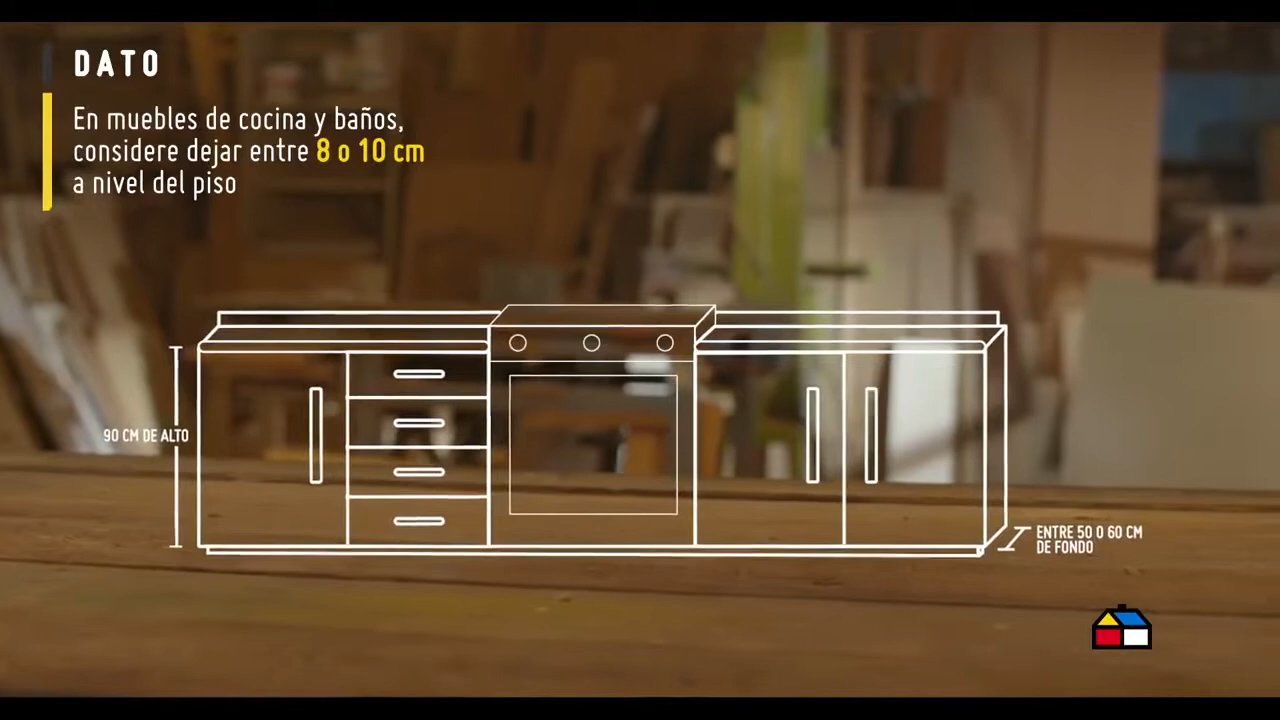 DATO
En muebles de cocina y baños,
considere dejar entre 8 o 10 cm
a nivel del piso
90 CM DE ALTO
ENTRE 50 O 60 CM
DE FONDO